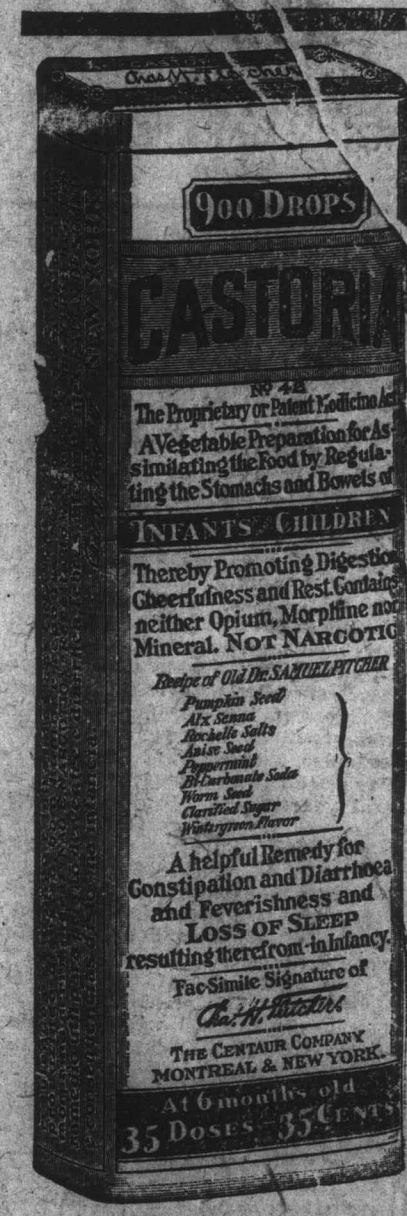 Chas. H. Fletcher
900 DROPS
CASTORIA
No 42
The Proprietary or Patent Medicine Act
A Vegetable Preparation for As-
similating the Food by Regula-
ting the Stomachs and Bowels of
INFANTS CHILDREN
Thereby Promoting Digestion
Cheerfulness and Rest. Contains
neither Opium, Morphine nor
Mineral. NOT NARCOTIC
Recipe of Old Dr. SAMUEL PITCHER
Pumpkin Seed
Alx Senna
Rochelle Salts
Anise Seed
Peppermint
Bi-Carbonate Soda
Worm Seed
Clarified Sugar
Wintergreen Flavor
A helpful Remedy for
Constipation and Diarrhoea
and Feverishness and
LOSS OF SLEEP
resulting therefrom-in Infancy.
Fac-Simile Signature of
Chas. H. Fletcher.
THE CENTAUR COMPANY
MONTREAL & NEW YORK.
At 6 months old
35 DOSES - 35 CENTS